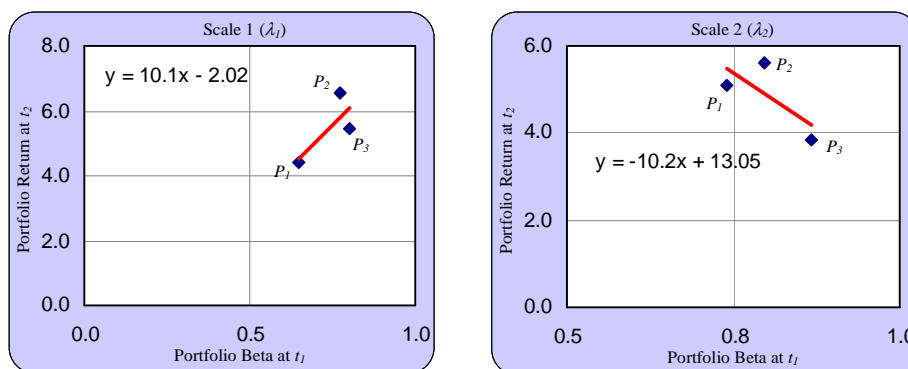 Scale 1 (λ1)
8.0
y = 10.1x - 2.02
P2
6.0
P3
P1
4.0
2.0
0.0
0.0 0.5 1.0
Portfolio Beta at t1
Portfolio Return at t2
Scale 2 (λ2)
6.0
P2
P1
4.0
P3
y = -10.2x + 13.05
2.0
0.0
0.5 0.8 1.0
Portfolio Beta at t1
Portfolio Return at t2